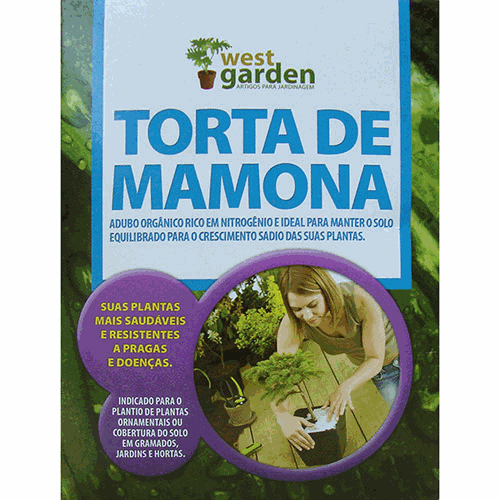 west
garden
ARTIGOS PARA JARDINAGEM
TORTA DE
MAMONA
ADUBO ORGÂNICO RICO EM NITROGÊNIO E IDEAL PARA MANTER O SOLO
EQUILIBRADO PARA O CRESCIMENTO SADIO DAS SUAS PLANTAS.
SUAS PLANTAS
MAIS SAUDÁVEIS
E RESISTENTES
A PRAGAS
E DOENÇAS.
INDICADO PARA O
PLANTIO DE PLANTAS
ORNAMENTAIS OU
COBERTURA DO SOLO
EM GRAMADOS,
JARDINS E HORTAS.